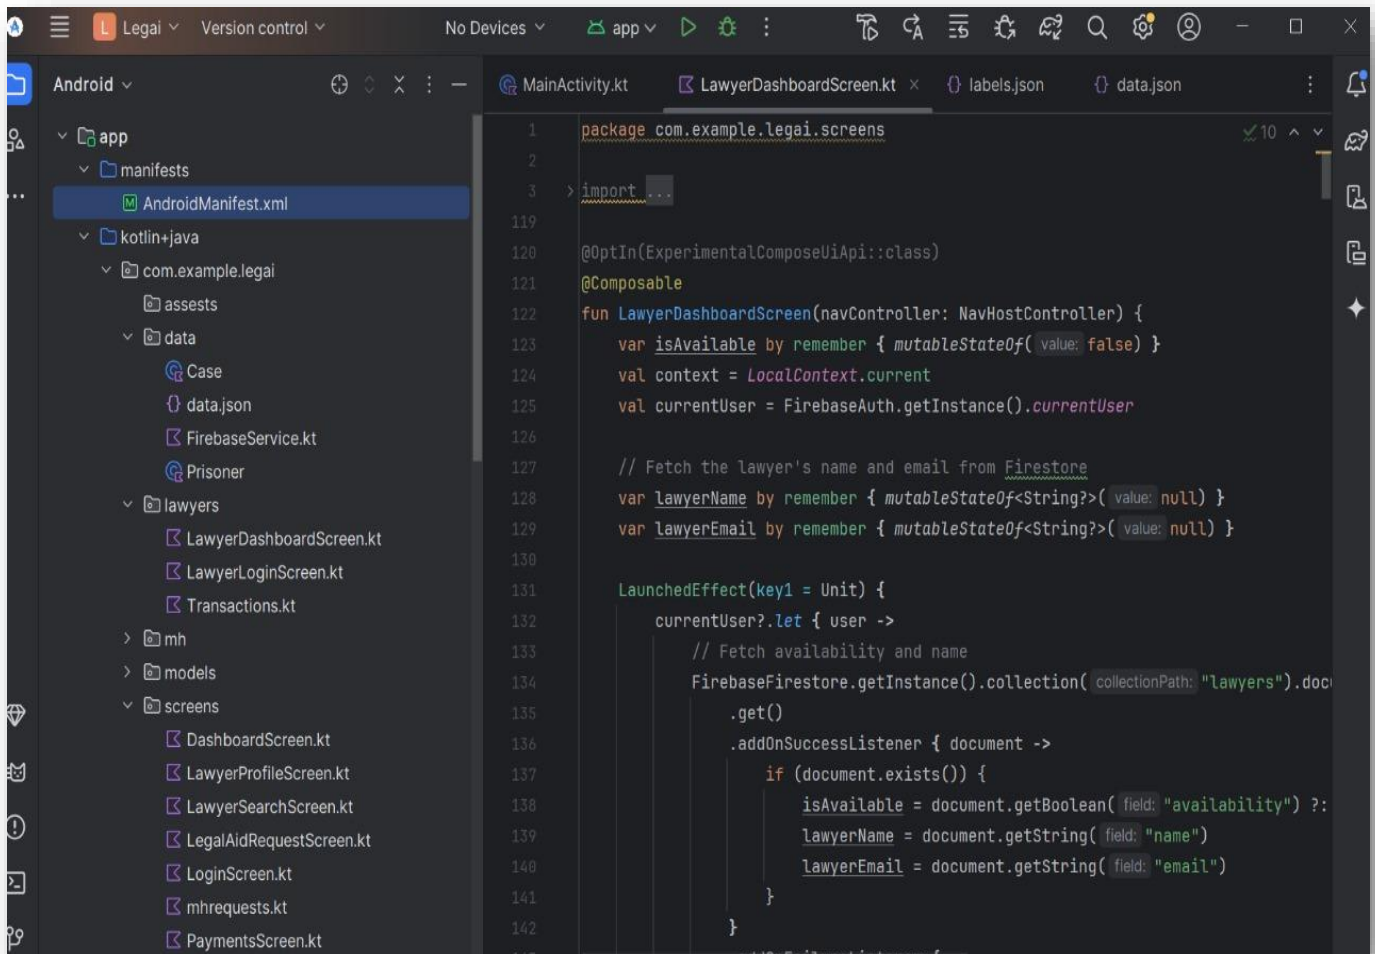 L Legai Version control No Devices app
Android
MainActivity.kt LawyerDashboardScreen.kt {} labels.json {} data.json
app
manifests
AndroidManifest.xml
kotlin+java
com.example.legai
assests
data
Case
{} data.json
FirebaseService.kt
Prisoner
lawyers
LawyerDashboardScreen.kt
LawyerLoginScreen.kt
Transactions.kt
mh
models
screens
DashboardScreen.kt
LawyerProfileScreen.kt
LawyerSearchScreen.kt
LegalAidRequestScreen.kt
LoginScreen.kt
mhrequests.kt
PaymentsScreen.kt
10
1 package com.example.legai.screens
2
3 import ...
119
120 @OptIn(ExperimentalComposeUiApi::class)
121 @Composable
122 fun LawyerDashboardScreen(navController: NavHostController) {
123 var isAvailable by remember { mutableStateOf( value: false) }
124 val context = LocalContext.current
125 val currentUser = FirebaseAuth.getInstance().currentUser
126
127 // Fetch the lawyer's name and email from Firestore
128 var lawyerName by remember { mutableStateOf<String?>( value: null) }
129 var lawyerEmail by remember { mutableStateOf<String?>( value: null) }
130
131 LaunchedEffect(key1 = Unit) {
132 currentUser?.let { user ->
133 // Fetch availability and name
134 FirebaseFirestore.getInstance().collection( collectionPath: "lawyers").docu
135 .get()
136 .addOnSuccessListener { document ->
137 if (document.exists()) {
138 isAvailable = document.getBoolean( field: "availability") ?:
139 lawyerName = document.getString( field: "name")
140 lawyerEmail = document.getString( field: "email")
141 }
142 }